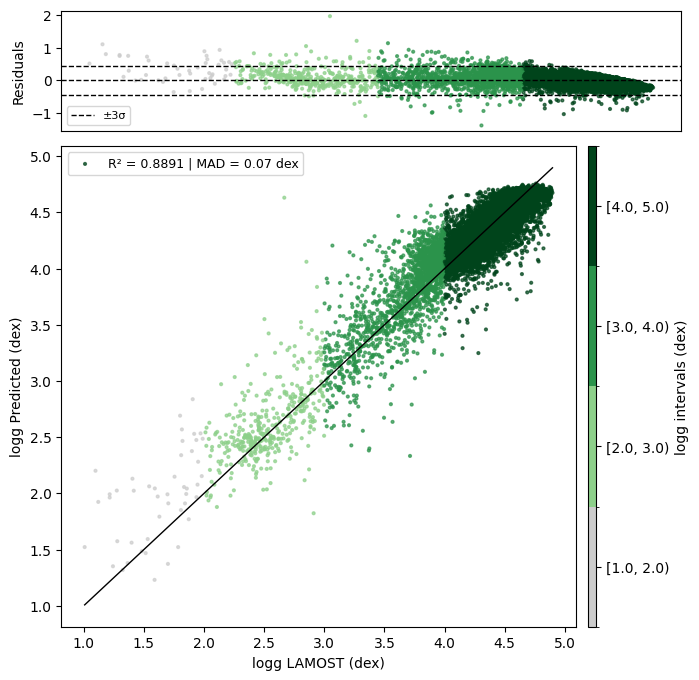 2
1
0
−1
Residuals
±3σ
5.0
4.5
4.0
3.5
3.0
2.5
2.0
1.5
1.0
logg Predicted (dex)
R² = 0.8891 | MAD = 0.07 dex
1.0 1.5 2.0 2.5 3.0 3.5 4.0 4.5 5.0
logg LAMOST (dex)
[4.0, 5.0)
[3.0, 4.0)
[2.0, 3.0)
[1.0, 2.0)
logg intervals (dex)